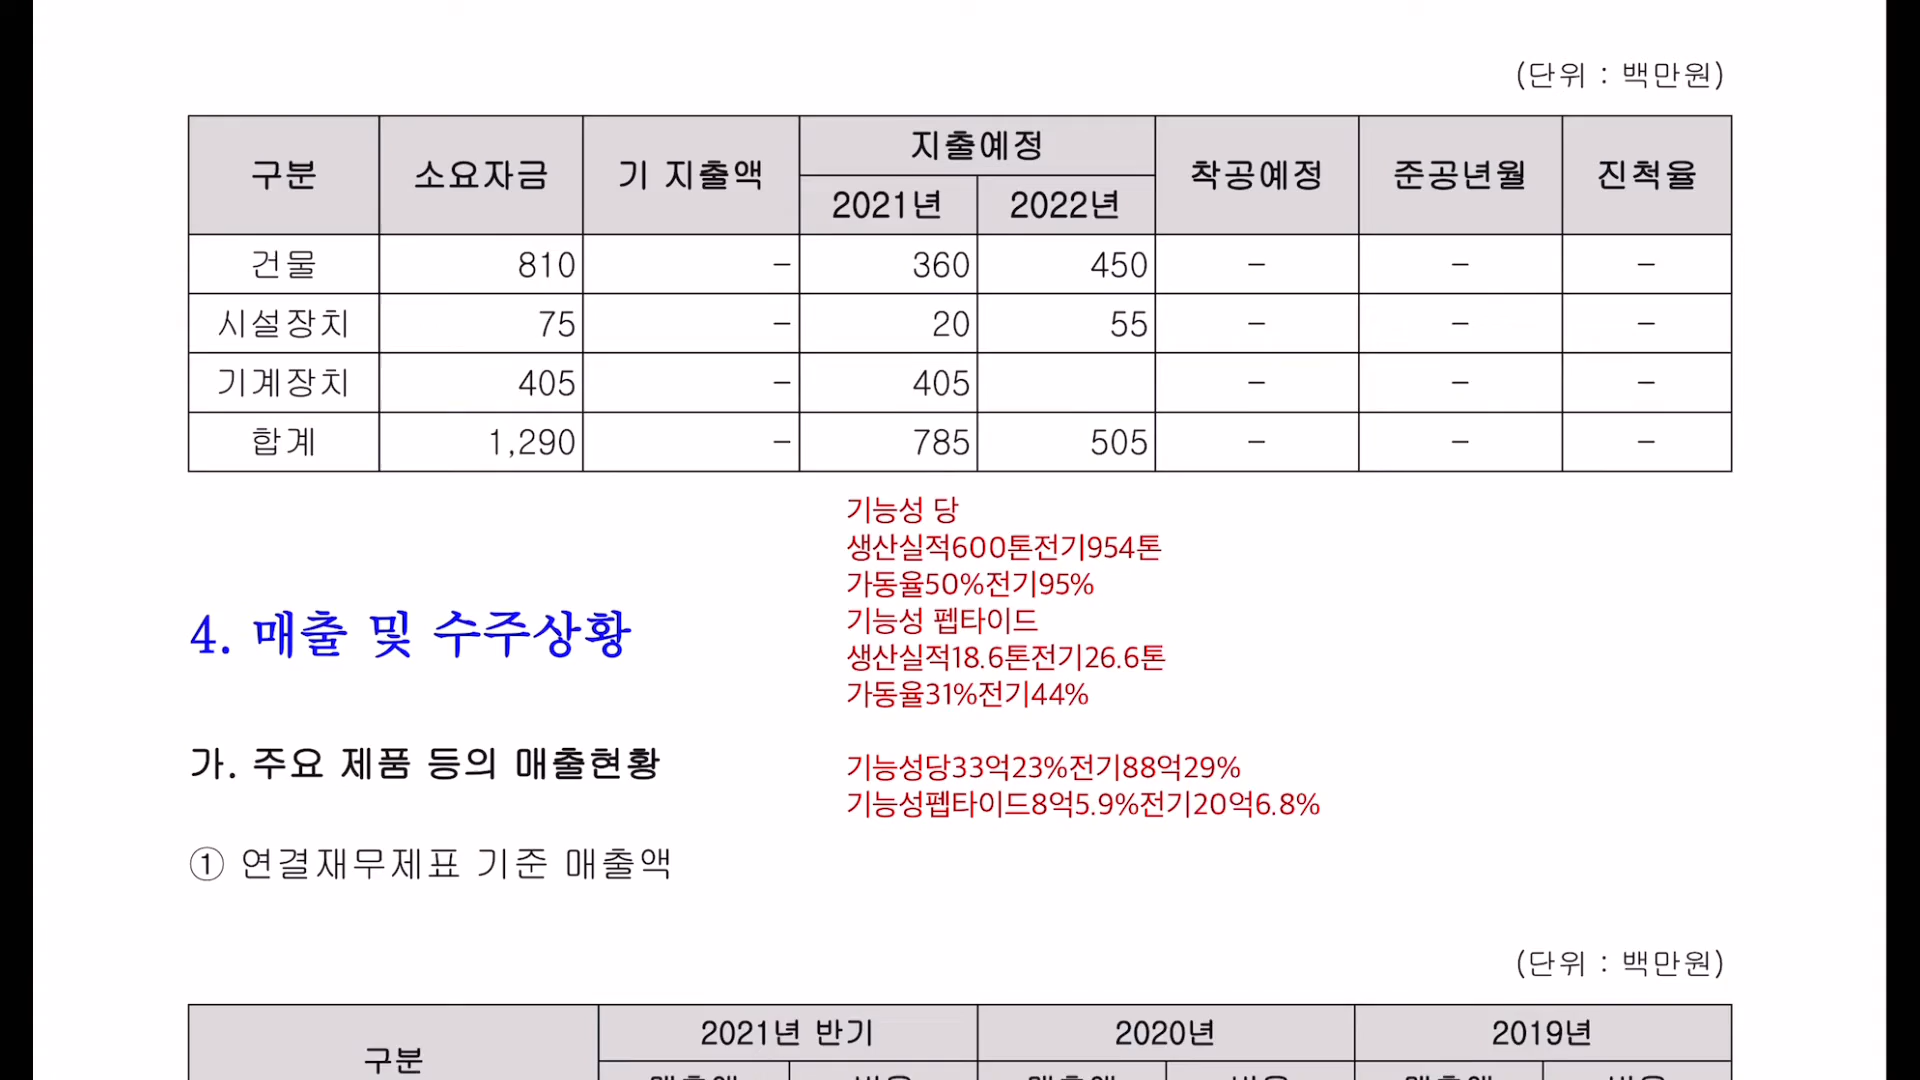 (단위 : 백만원)
구분 소요자금 기 지출액 지출예정 착공예정 준공년월 진척율
2021년 2022년
건물 810 – 360 450 – – –
시설장치 75 – 20 55 – – –
기계장치 405 – 405 – – –
합계 1,290 – 785 505 – – –
기능성 당
생산실적600톤전기954톤
가동율50%전기95%
기능성 펩타이드
생산실적18.6톤전기26.6톤
가동율31%전기44%
4. 매출 및 수주상황
가. 주요 제품 등의 매출현황
기능성당33억23%전기88억29%
기능성펩타이드8억5.9%전기20억6.8%
① 연결재무제표 기준 매출액
(단위 : 백만원)
구분 2021년 반기 2020년 2019년